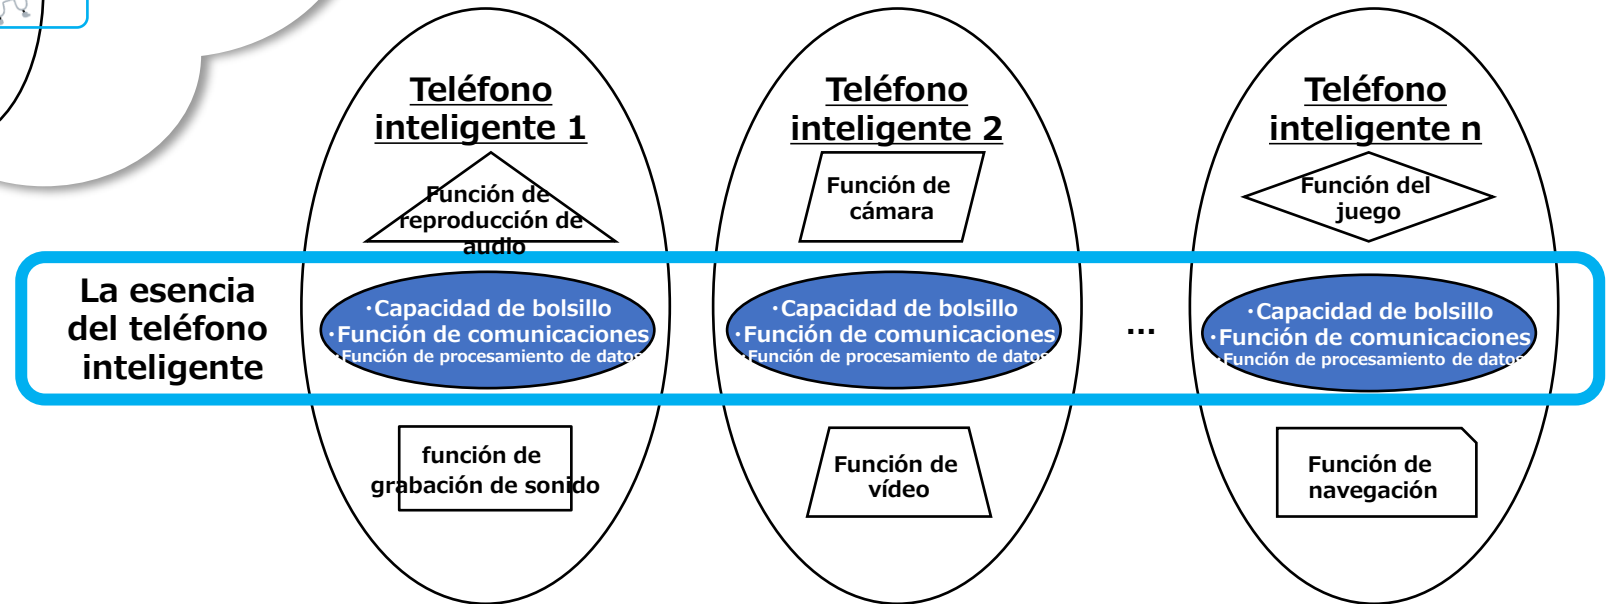 Teléfono
inteligente 1
Función de
reproducción de
audio
Teléfono
inteligente 2
Función de
cámara
Teléfono
inteligente n
Función del
juego
La esencia
del teléfono
inteligente
・Capacidad de bolsillo
・Función de comunicaciones
・Función de procesamiento de datos
・Capacidad de bolsillo
・Función de comunicaciones
・Función de procesamiento de datos
…
・Capacidad de bolsillo
・Función de comunicaciones
・Función de procesamiento de datos
función de
grabación de sonido
Función de
vídeo
Función de
navegación